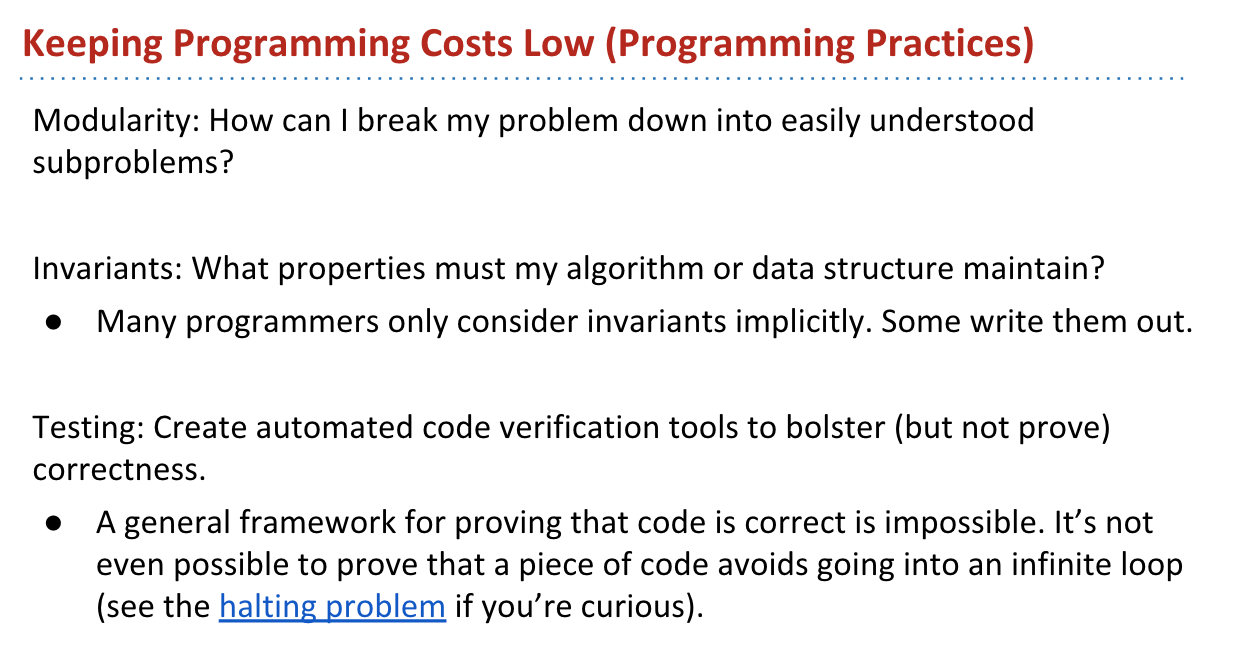 Keeping Programming Costs Low (Programming Practices)
Modularity: How can I break my problem down into easily understood
subproblems?
Invariants: What properties must my algorithm or data structure maintain?
● Many programmers only consider invariants implicitly. Some write them out.
Testing: Create automated code verification tools to bolster (but not prove)
correctness.
● A general framework for proving that code is correct is impossible. It’s not
even possible to prove that a piece of code avoids going into an infinite loop
(see the halting problem if you’re curious).